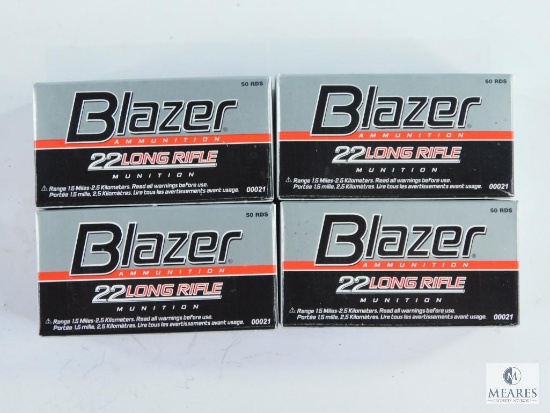 50 RDS
Blazer
AMMUNITION
22 LONG RIFLE
MUNITION
⚠ Range 1.5 Miles-2.5 Kilometers. Read all warnings before use.
Portée 1.5 mille, 2.5 Kilomètres. Lire tous les avertissements avant usage. 00021
50 RDS
Blazer
AMMUNITION
22 LONG RIFLE
MUNITION
⚠ Range 1.5 Miles-2.5 Kilometers. Read all warnings before use.
Portée 1.5 mille, 2.5 Kilomètres. Lire tous les avertissements avant usage. 00021
50 RDS
Blazer
AMMUNITION
22 LONG RIFLE
MUNITION
⚠ Range 1.5 Miles-2.5 Kilometers. Read all warnings before use.
Portée 1.5 mille, 2.5 Kilomètres. Lire tous les avertissements avant usage. 00021
50 RDS
Blazer
AMMUNITION
22 LONG RIFLE
MUNITION
⚠ Range 1.5 Miles-2.5 Kilometers. Read all warnings before use.
Portée 1.5 mille, 2.5 Kilomètres. Lire tous les avertissements avant usage. 00021
M
MEARES